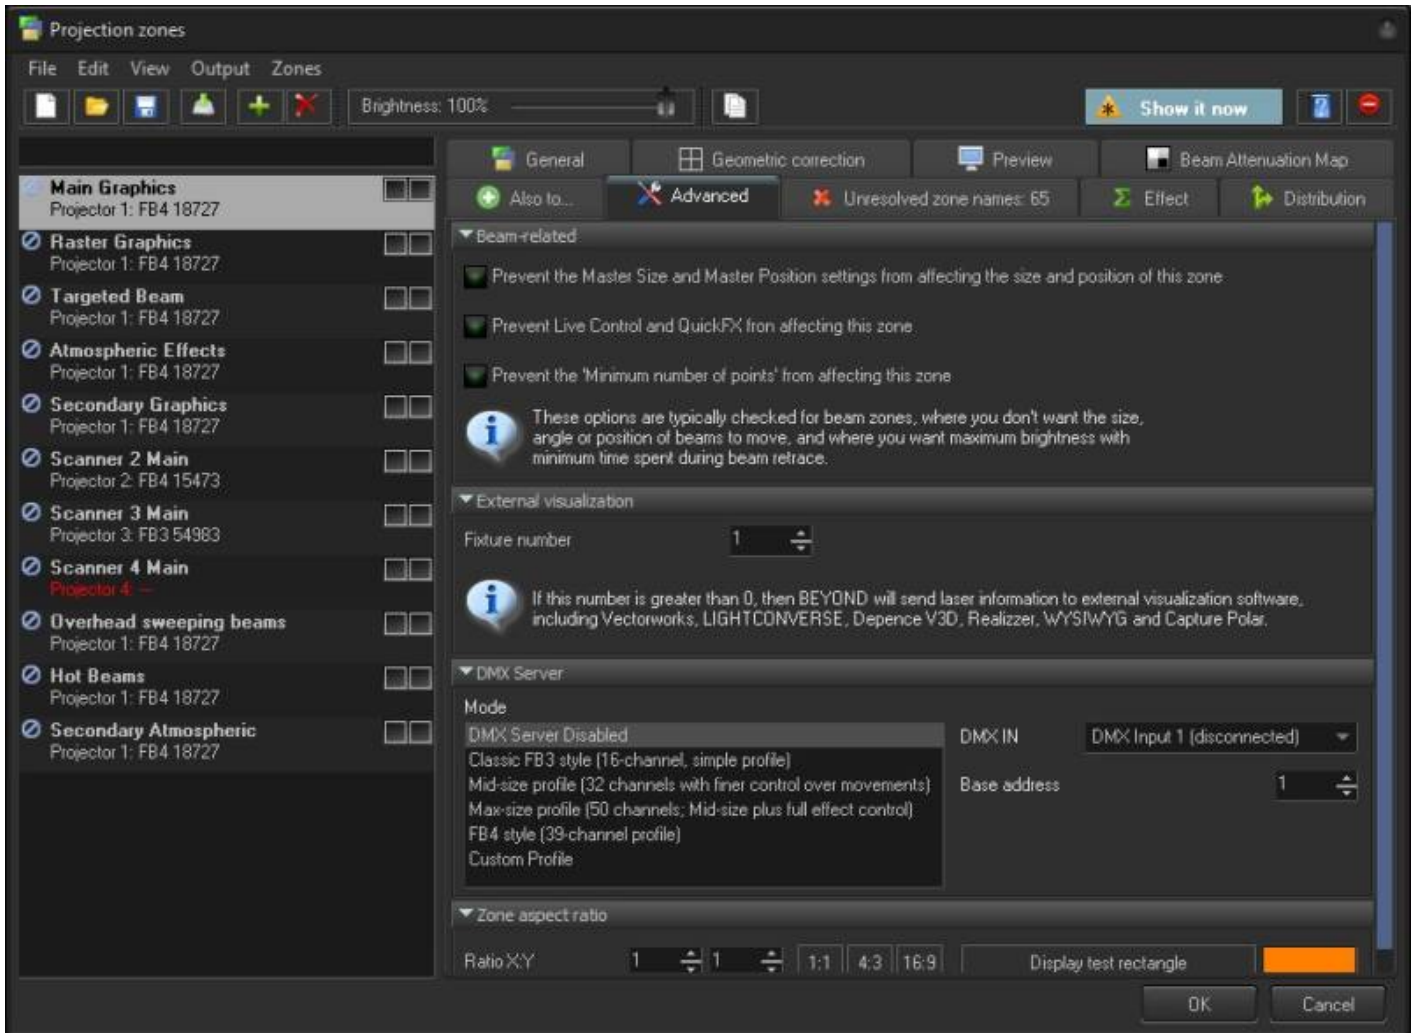 Projection zones
File Edit View Output Zones
Brightness: 100%
Show it now
General
Geometric correction
Preview
Beam Attenuation Map
Also to...
Advanced
Unresolved zone names: 65
Effect
Distribution
Main Graphics
Projector 1: FB4 18727
Raster Graphics
Projector 1: FB4 18727
Targeted Beam
Projector 1: FB4 18727
Atmospheric Effects
Projector 1: FB4 18727
Secondary Graphics
Projector 1: FB4 18727
Scanner 2 Main
Projector 2: FB4 15473
Scanner 3 Main
Projector 3: FB3 54983
Scanner 4 Main
Projector 4: --
Overhead sweeping beams
Projector 1: FB4 18727
Hot Beams
Projector 1: FB4 18727
Secondary Atmospheric
Projector 1: FB4 18727
Beam-related
Prevent the Master Size and Master Position settings from affecting the size and position of this zone
Prevent Live Control and QuickFX fron affecting this zone
Prevent the 'Minimum number of points' from affecting this zone
These options are typically checked for beam zones, where you don't want the size,
angle or position of beams to move, and where you want maximum brightness with
minimum time spent during beam retrace.
External visualization
Fixture number 1
If this number is greater than 0, then BEYOND will send laser information to external visualization software,
including Vectorworks, LIGHTCONVERSE, Depence V3D, Realizzer, WYSIWYG and Capture Polar.
DMX Server
Mode
DMX Server Disabled
Classic FB3 style (16-channel, simple profile)
Mid-size profile (32 channels with finer control over movements)
Max-size profile (50 channels; Mid-size plus full effect control)
FB4 style (39-channel profile)
Custom Profile
DMX IN DMX Input 1 (disconnected)
Base address 1
Zone aspect ratio
Ratio X:Y 1 1 1:1 4:3 16:9 Display test rectangle
OK Cancel